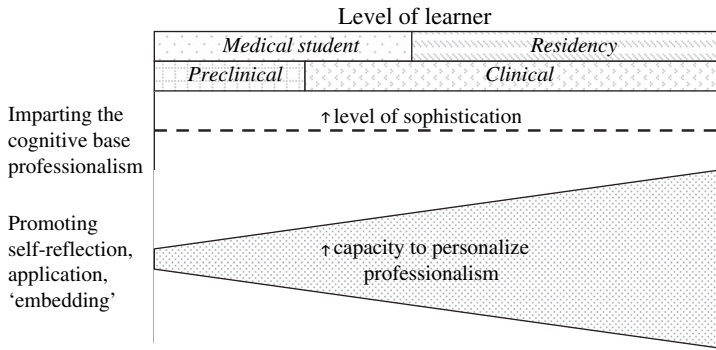 Level of learner
Medical student
Residency
Preclinical
Clinical
Imparting the
cognitive base
professionalism
↑ level of sophistication
Promoting
self-reflection,
application,
‘embedding’
↑ capacity to personalize
professionalism